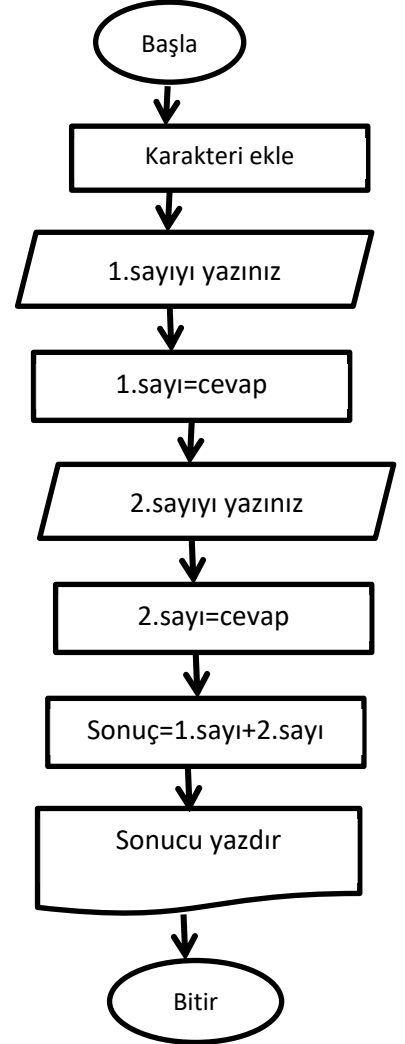 Başla
Karakteri ekle
1.sayıyı yazınız
1.sayı=cevap
2.sayıyı yazınız
2.sayı=cevap
Sonuç=1.sayı+2.sayı
Sonucu yazdır
Bitir